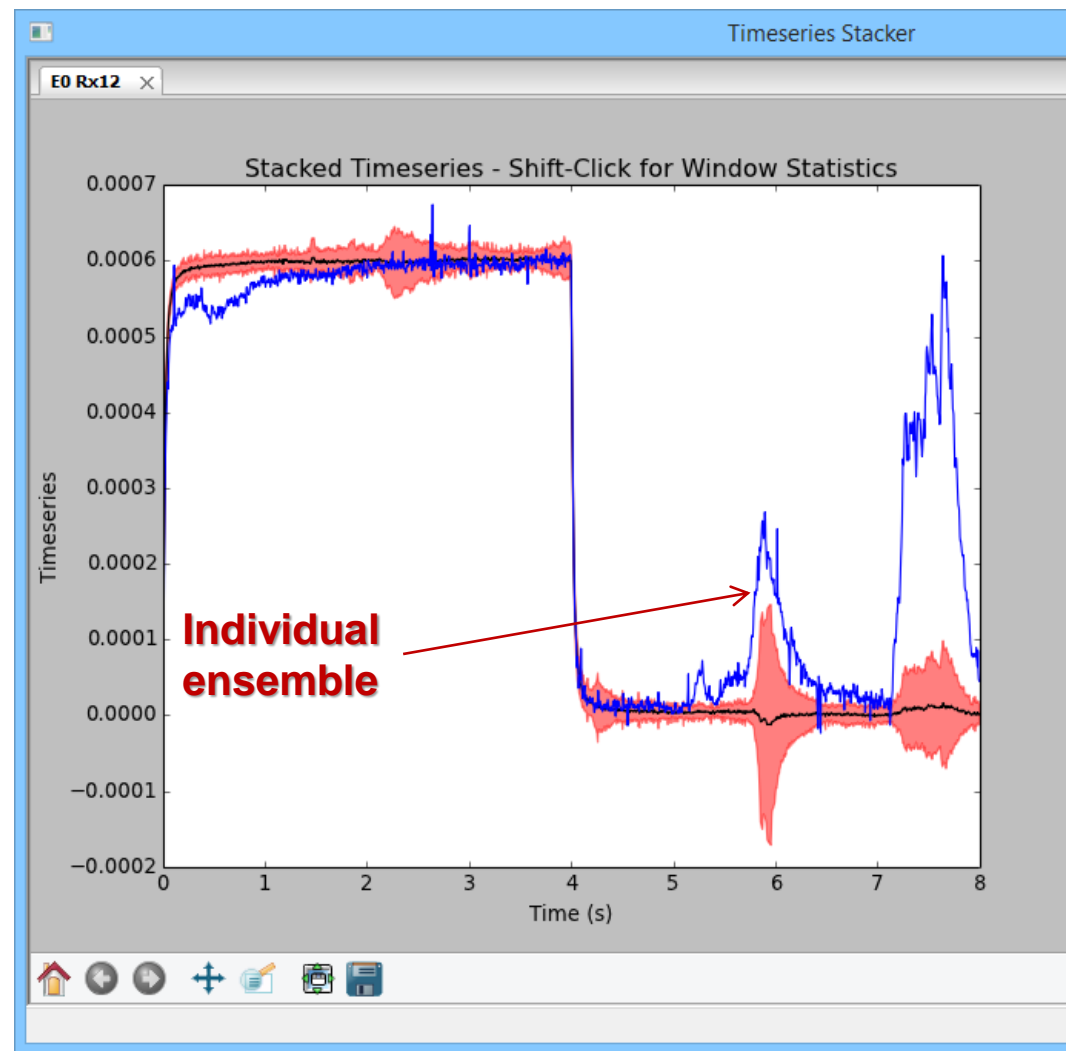 Timeseries Stacker
E0 Rx12
Stacked Timeseries - Shift-Click for Window Statistics
0.0007
0.0006
0.0005
0.0004
0.0003
0.0002
0.0001
0.0000
−0.0001
−0.0002
Timeseries
Individual
ensemble
0 1 2 3 4 5 6 7 8
Time (s)